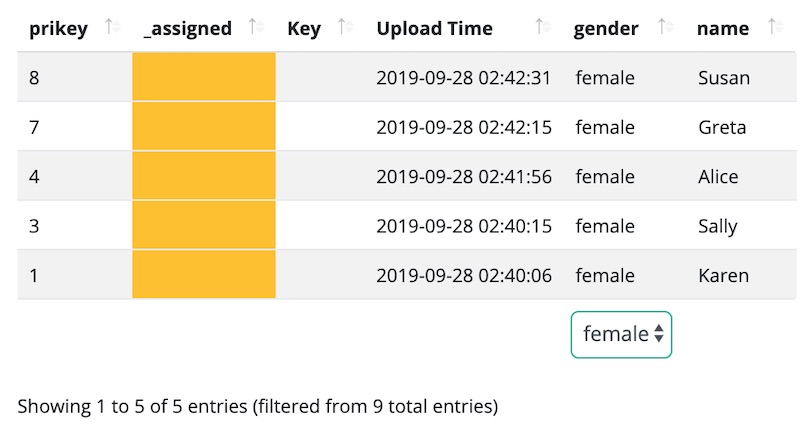 prikey _assigned Key Upload Time gender name
8 2019-09-28 02:42:31 female Susan
7 2019-09-28 02:42:15 female Greta
4 2019-09-28 02:41:56 female Alice
3 2019-09-28 02:40:15 female Sally
1 2019-09-28 02:40:06 female Karen
female
Showing 1 to 5 of 5 entries (filtered from 9 total entries)